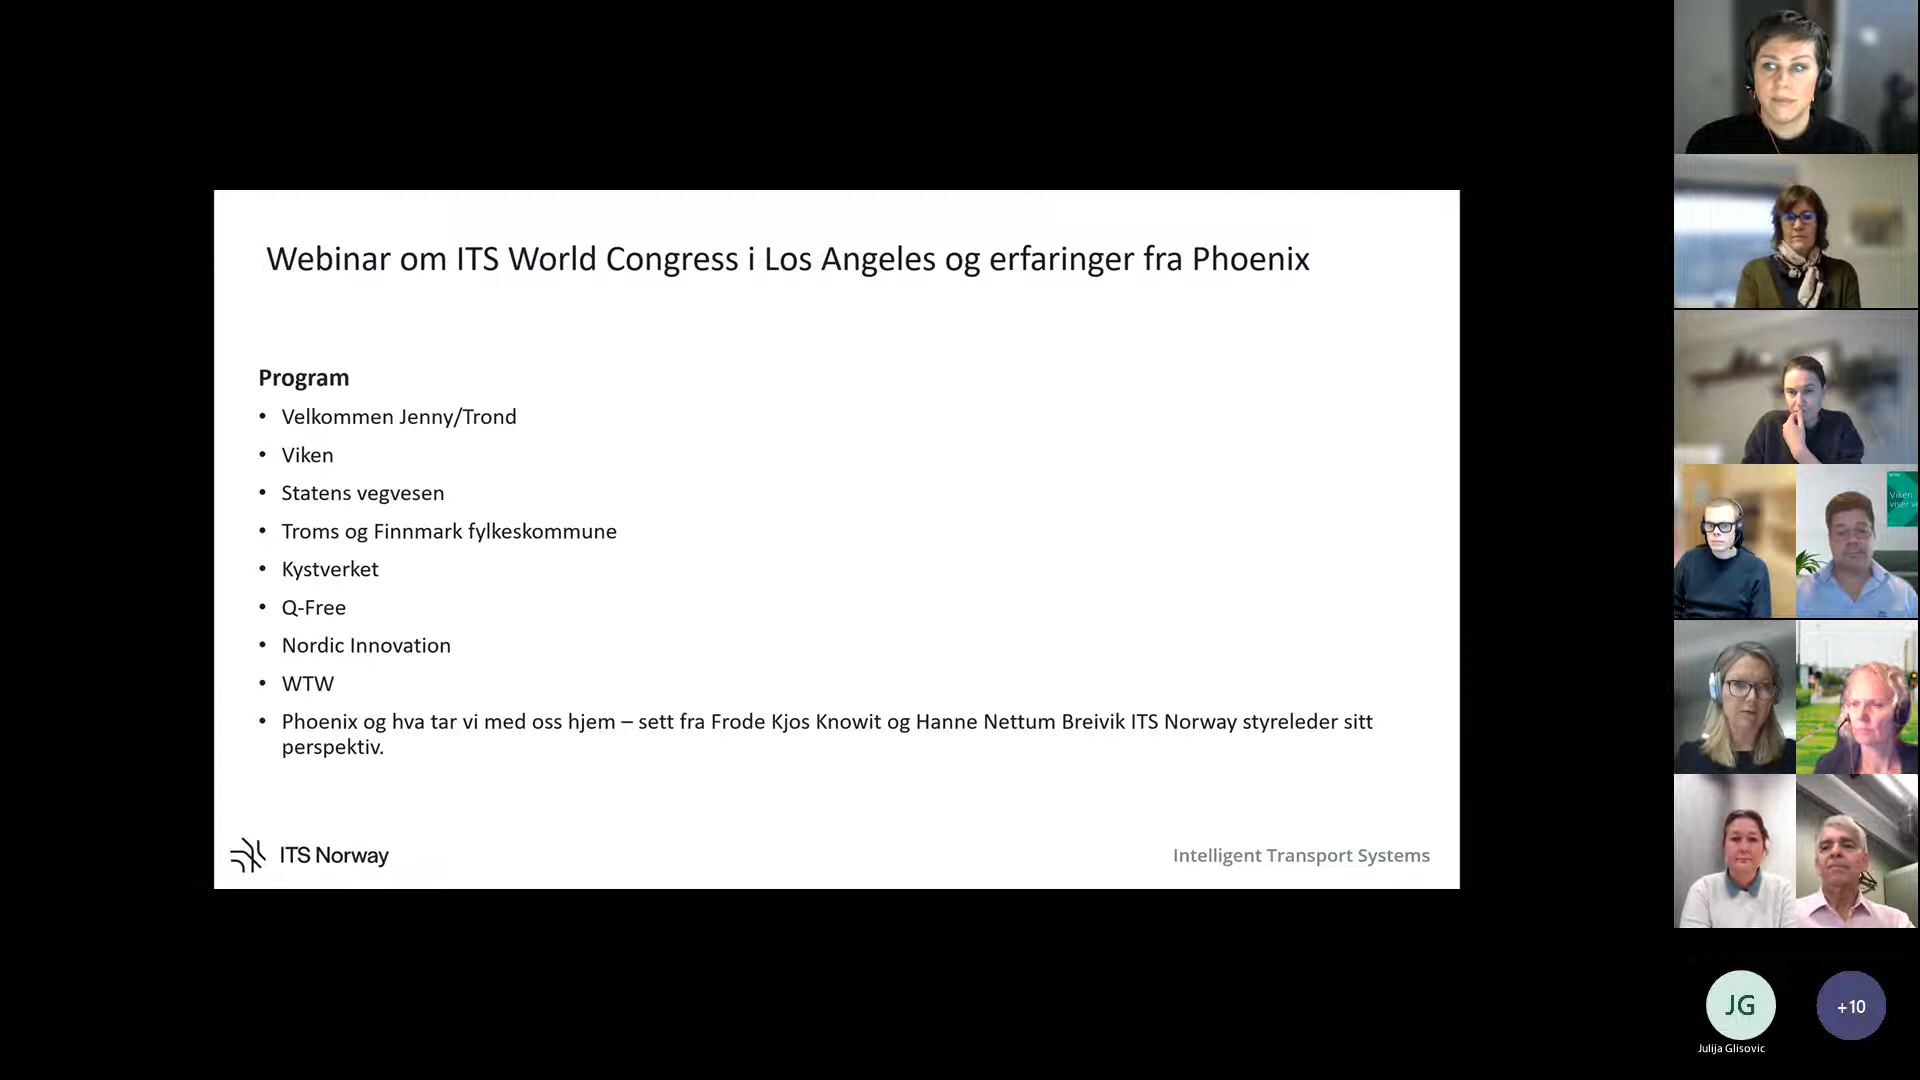 Webinar om ITS World Congress i Los Angeles og erfaringer fra Phoenix
Program
• Velkommen Jenny/Trond
• Viken
• Statens vegvesen
• Troms og Finnmark fylkeskommune
• Kystverket
• Q-Free
• Nordic Innovation
• WTW
• Phoenix og hva tar vi med oss hjem – sett fra Frode Kjos Knowit og Hanne Nettum Breivik ITS Norway styreleder sitt
perspektiv.
ITS Norway
Intelligent Transport Systems
Viken
viser
JG
+10
Julija Glisovic